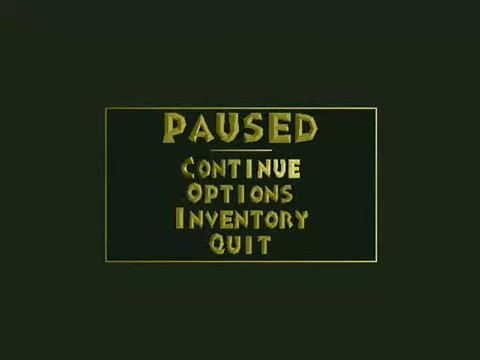 PAUSED
CONTINUE
OPTIONS
INVENTORY
QUIT